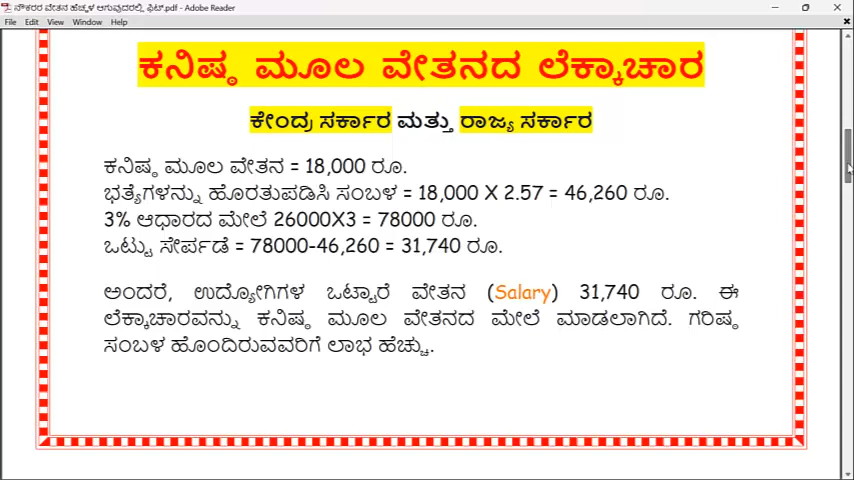 ನೌಕರರ ವೇತನ ಹೆಚ್ಚಳ ಆಗುವುದರಲ್ಲಿ ಫಿಟ್.pdf - Adobe Reader
File Edit View Window Help
ಕನಿಷ್ಠ ಮೂಲ ವೇತನದ ಲೆಕ್ಕಾಚಾರ
ಕೇಂದ್ರ ಸರ್ಕಾರ ಮತ್ತು ರಾಜ್ಯ ಸರ್ಕಾರ
ಕನಿಷ್ಠ ಮೂಲ ವೇತನ = 18,000 ರೂ.
ಭತ್ಯೆಗಳನ್ನು ಹೊರತುಪಡಿಸಿ ಸಂಬಳ = 18,000 X 2.57 = 46,260 ರೂ.
3% ಆಧಾರದ ಮೇಲೆ 26000X3 = 78000 ರೂ.
ಒಟ್ಟು ಸೇರ್ಪಡೆ = 78000-46,260 = 31,740 ರೂ.
ಅಂದರೆ, ಉದ್ಯೋಗಿಗಳ ಒಟ್ಟಾರೆ ವೇತನ (Salary) 31,740 ರೂ. ಈ
ಲೆಕ್ಕಾಚಾರವನ್ನು ಕನಿಷ್ಠ ಮೂಲ ವೇತನದ ಮೇಲೆ ಮಾಡಲಾಗಿದೆ. ಗರಿಷ್ಠ
ಸಂಬಳ ಹೊಂದಿರುವವರಿಗೆ ಲಾಭ ಹೆಚ್ಚು.